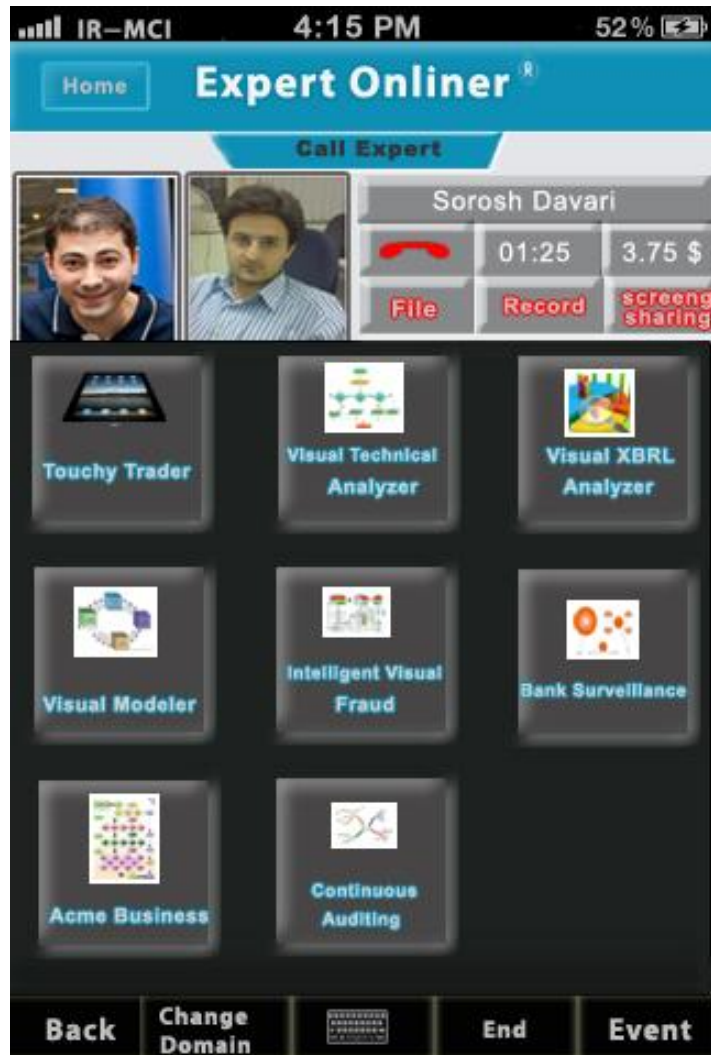 IR-MCI 4:15 PM 52%
Home Expert Onliner ®
Call Expert
Sorosh Davari
01:25 3.75 $
File Record screeng
sharing
Touchy Trader
Visual Technical
Analyzer
Visual XBRL
Analyzer
Visual Modeler
Intelligent Visual
Fraud
Bank Surveillance
Acme Business
Continuous
Auditing
Back Change
Domain
End Event